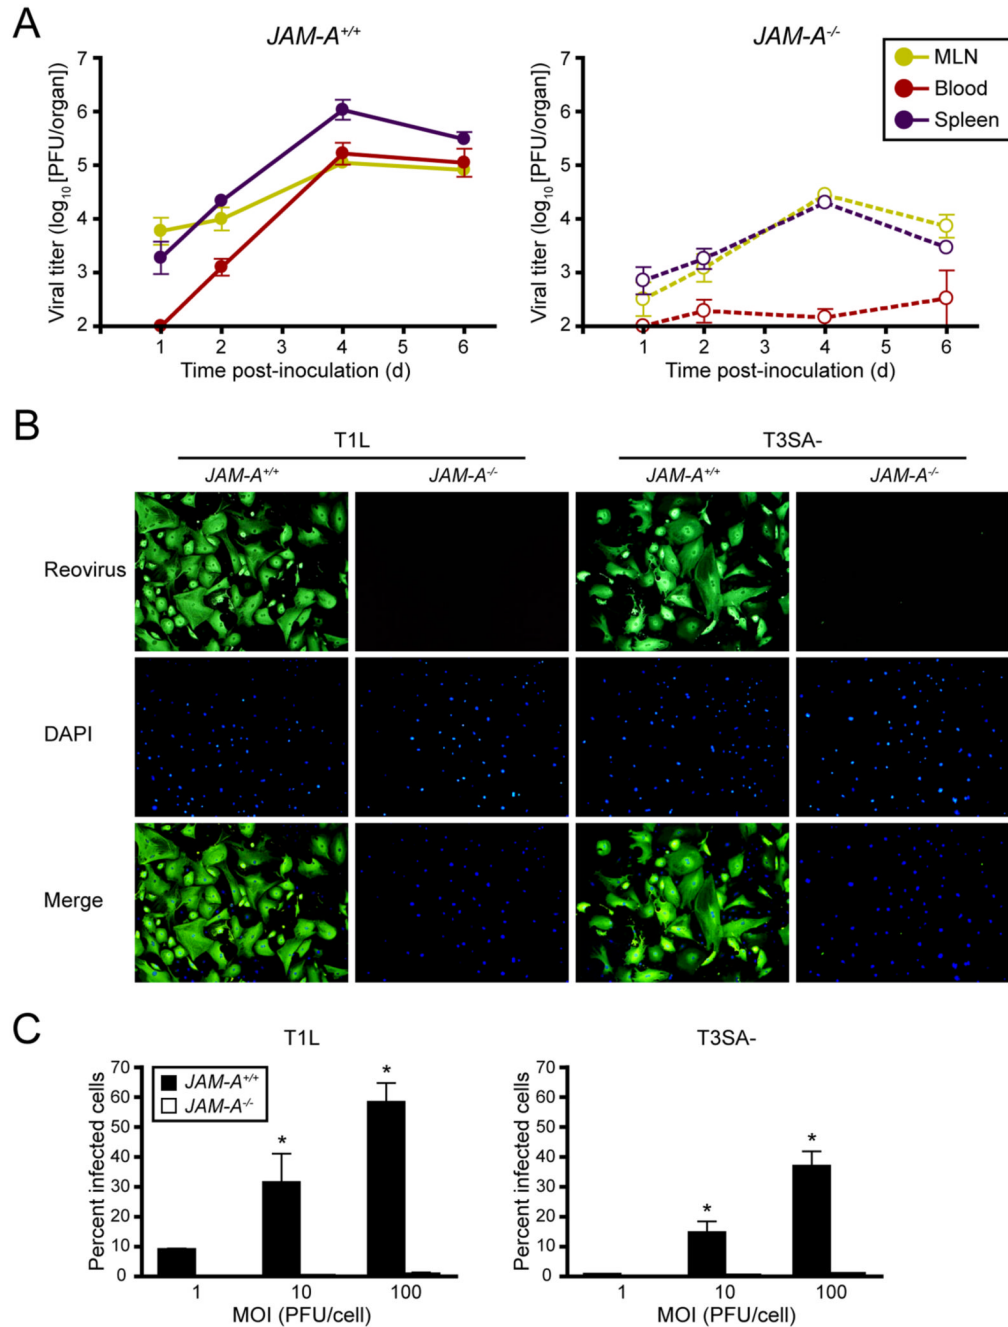 A
JAM-A+/+
JAM-A-/-
MLN
Blood
Spleen
Viral titer (log10 [PFU/organ])
7
6
5
4
3
2
1 2 3 4 5 6
Time post-inoculation (d)
Viral titer (log10 [PFU/organ])
7
6
5
4
3
2
1 2 3 4 5 6
Time post-inoculation (d)
B
T1L
T3SA-
JAM-A+/+
JAM-A-/-
JAM-A+/+
JAM-A-/-
Reovirus
DAPI
Merge
C
T1L
JAM-A+/+
JAM-A-/-
Percent infected cells
70
60
50
40
30
20
10
0
*
*
1 10 100
MOI (PFU/cell)
T3SA-
Percent infected cells
70
60
50
40
30
20
10
0
*
*
1 10 100
MOI (PFU/cell)